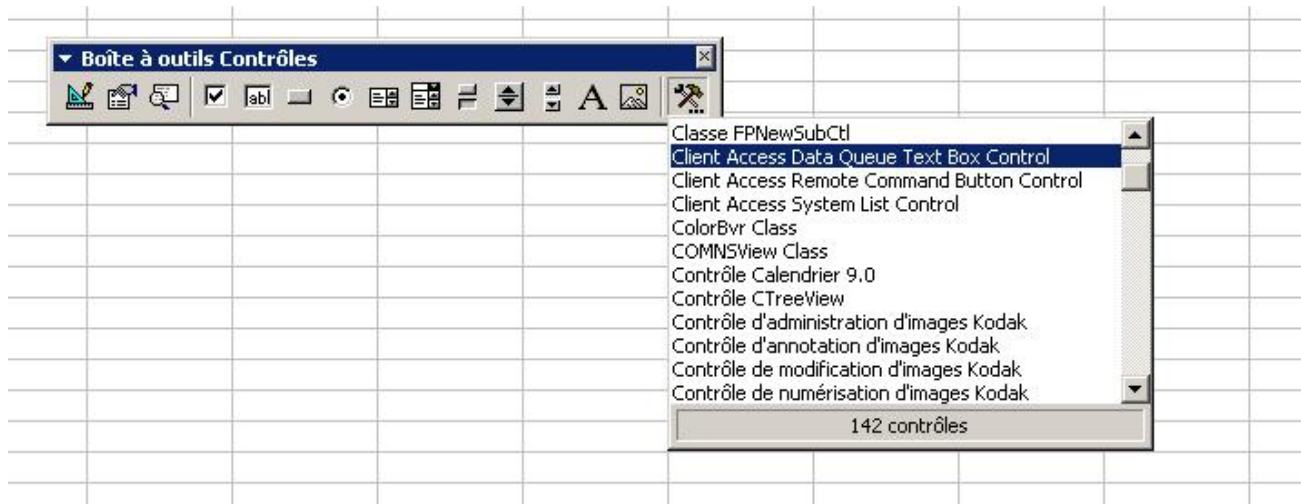 Boîte à outils Contrôles
abl
A
Classe FPNewSubCtl
Client Access Data Queue Text Box Control
Client Access Remote Command Button Control
Client Access System List Control
ColorBvr Class
COMNSView Class
Contrôle Calendrier 9.0
Contrôle CTreeView
Contrôle d'administration d'images Kodak
Contrôle d'annotation d'images Kodak
Contrôle de modification d'images Kodak
Contrôle de numérisation d'images Kodak
142 contrôles